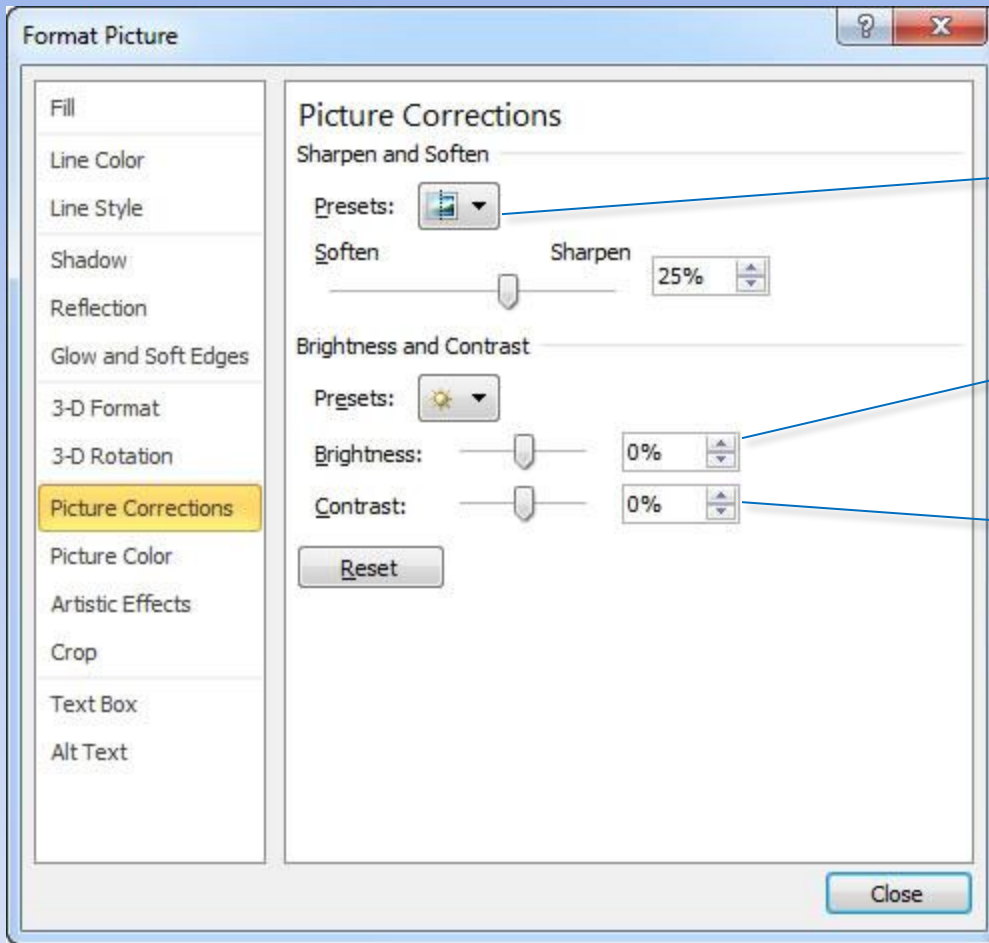 Format Picture
Fill
Line Color
Line Style
Shadow
Reflection
Glow and Soft Edges
3-D Format
3-D Rotation
Picture Corrections
Picture Color
Artistic Effects
Crop
Text Box
Alt Text
Picture Corrections
Sharpen and Soften
Presets:
Soften Sharpen 25%
Brightness and Contrast
Presets:
Brightness: 0%
Contrast: 0%
Reset
Close